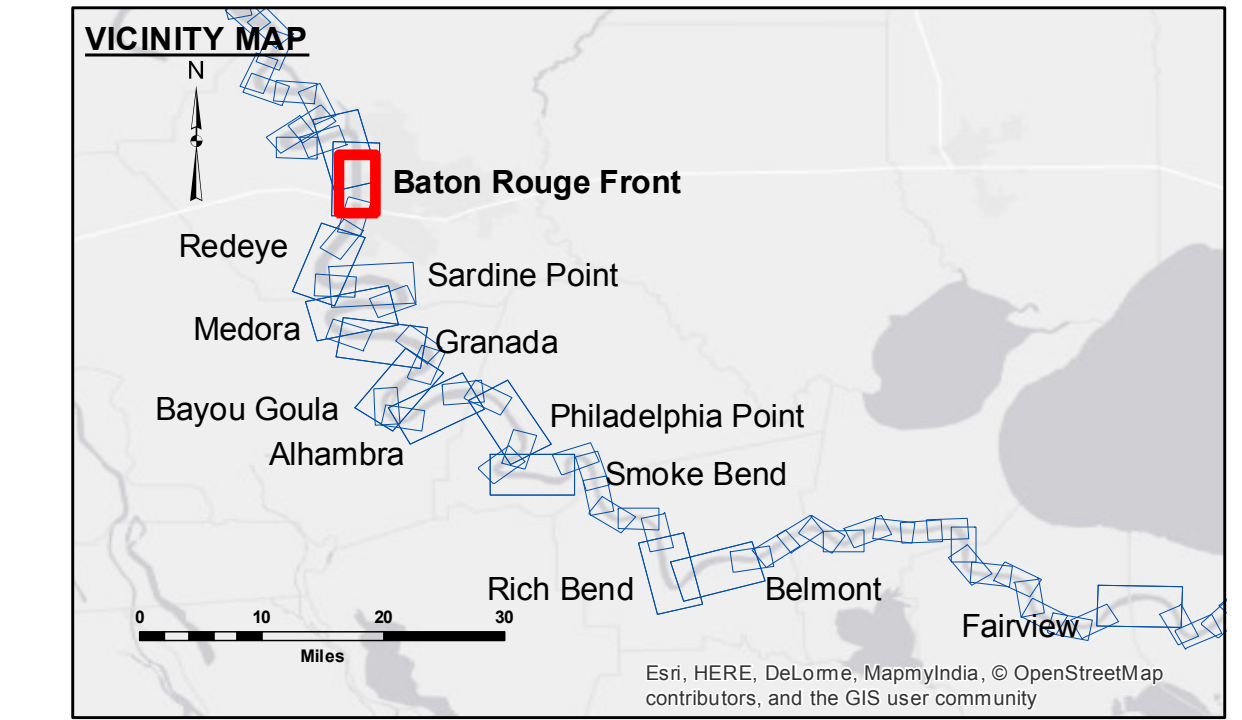 VICINITY MAP
N
Baton Rouge Front
Redeye
Sardine Point
Medora
Granada
Bayou Goula
Philadelphia Point
Alhambra
Smoke Bend
Rich Bend
Belmont
Fairview
0 10 20 30
Miles
Esri, HERE, DeLorme, MapmyIndia, © OpenStreetMap
contributors, and the GIS user community